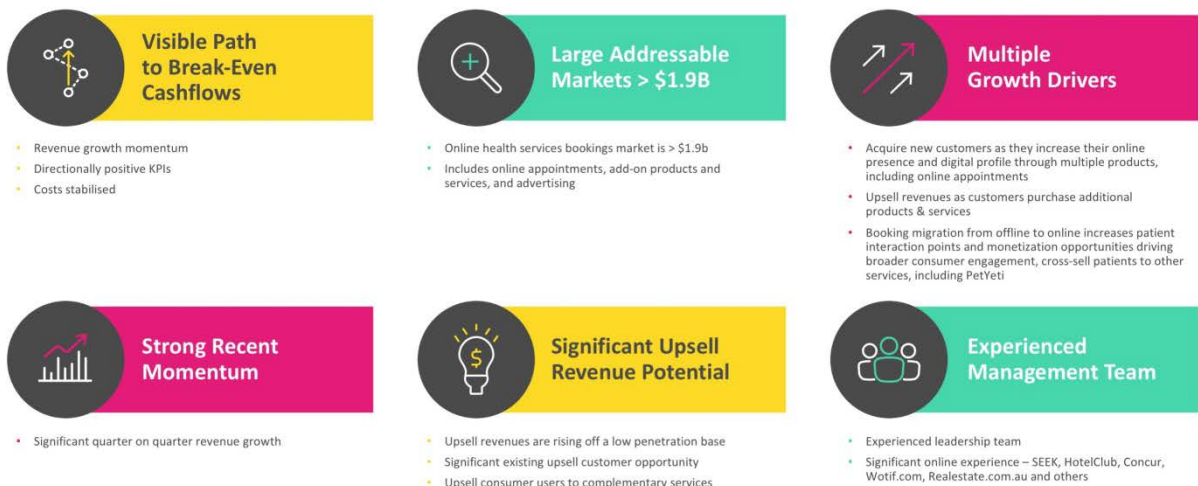 Visible Path
to Break-Even
Cashflows
• Revenue growth momentum
• Directionally positive KPIs
• Costs stabilised
Large Addressable
Markets > $1.9B
• Online health services bookings market is > $1.9b
• Includes online appointments, add-on products and
services, and advertising
Multiple
Growth Drivers
• Acquire new customers as they increase their online
presence and digital profile through multiple products,
including online appointments
• Upsell revenues as customers purchase additional
products & services
• Booking migration from offline to online increases patient
interaction points and monetization opportunities driving
broader consumer engagement, cross-sell patients to other
services, including PetYeti
Strong Recent
Momentum
• Significant quarter on quarter revenue growth
$
Significant Upsell
Revenue Potential
• Upsell revenues are rising off a low penetration base
• Significant existing upsell customer opportunity
• Upsell consumer users to complementary services
Experienced
Management Team
• Experienced leadership team
• Significant online experience – SEEK, HotelClub, Concur,
Wotif.com, Realestate.com.au and others